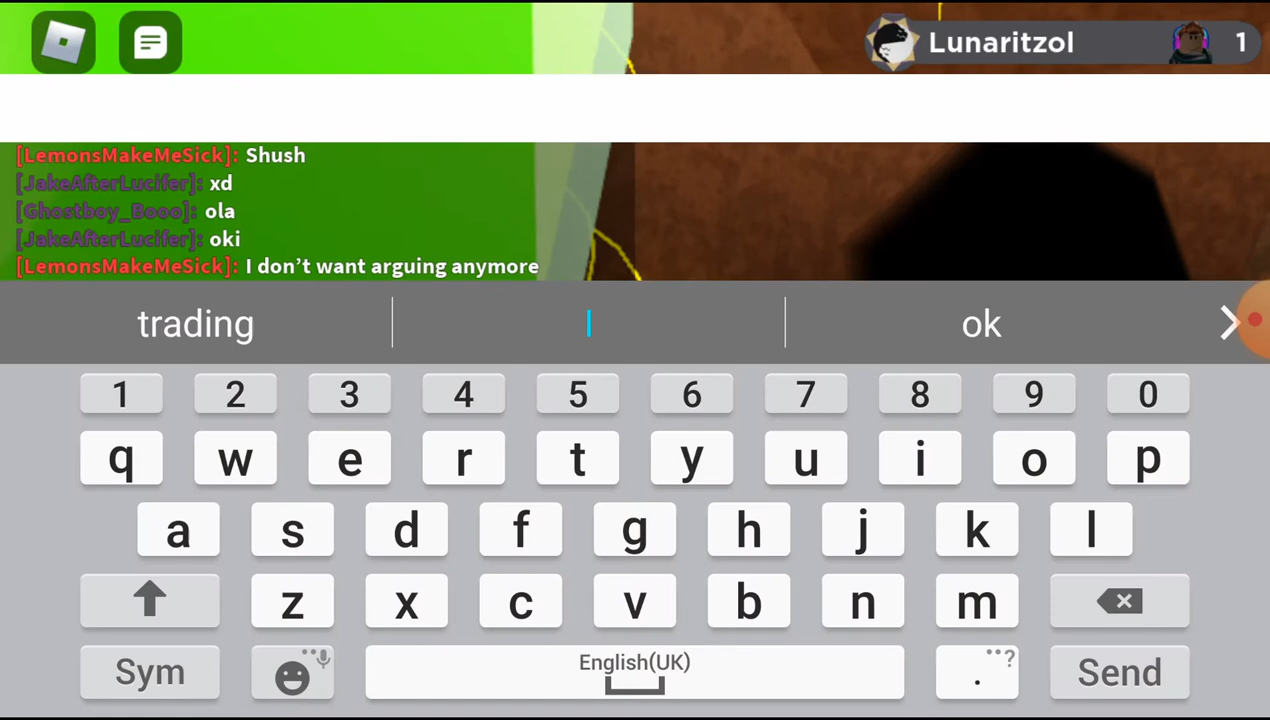 Lunaritzol 1
[LemonsMakeMeSick]: Shush
[JakeAfterLucifer]: xd
[Ghostboy_Booo]: ola
[JakeAfterLucifer]: oki
[LemonsMakeMeSick]: I don’t want arguing anymore
trading ok
1 2 3 4 5 6 7 8 9 0
q w e r t y u i o p
a s d f g h j k l
z x c v b n m
Sym English(UK) . ...? Send